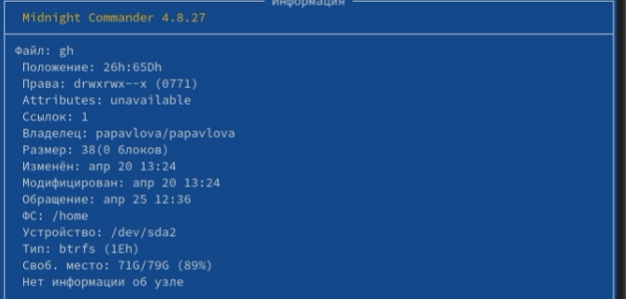 Информация
Midnight Commander 4.8.27
Файл: gh
Положение: 26h:65Dh
Права: drwxrwx--x (0771)
Attributes: unavailable
Ссылок: 1
Владелец: papavlova/papavlova
Размер: 38(0 блоков)
Изменён: апр 20 13:24
Модифицирован: апр 20 13:24
Обращение: апр 25 12:36
ФС: /home
Устройство: /dev/sda2
Тип: btrfs (1Eh)
Своб. место: 71G/79G (89%)
Нет информации об узле